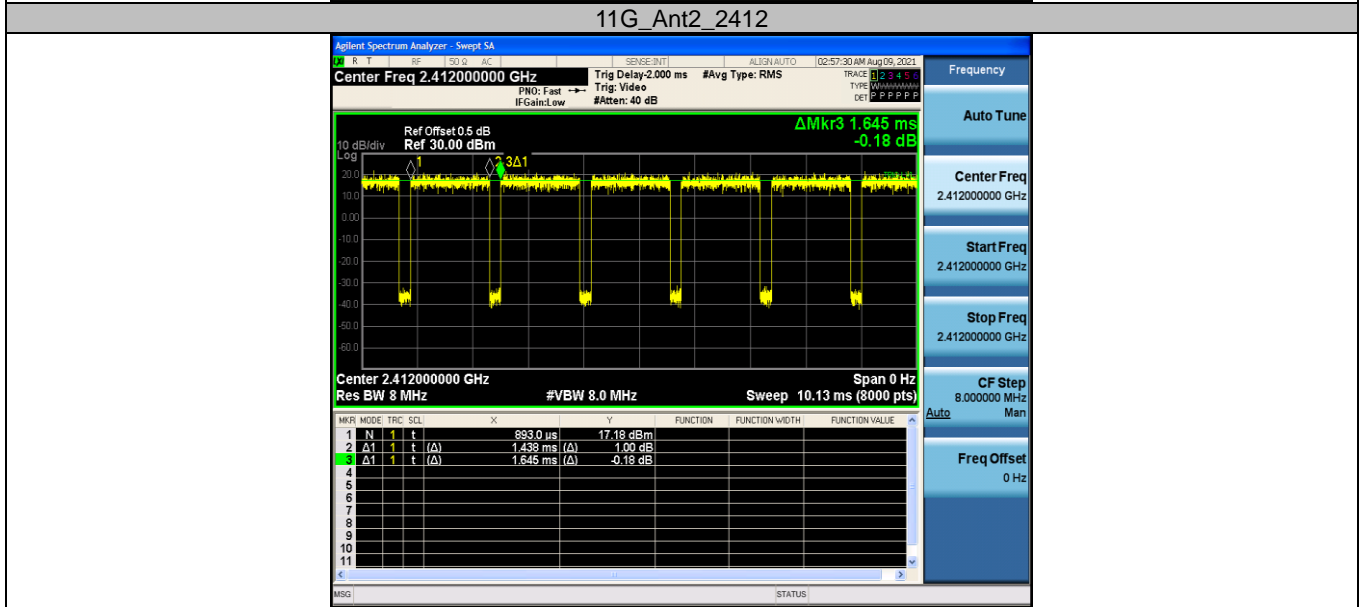 11G_Ant2_2412
Agilent Spectrum Analyzer - Swept SA
R T RF 50 Ω AC SENSE:INT ALIGN AUTO 02:57:30 AM Aug 09, 2021
Center Freq 2.412000000 GHz
PNO: Fast
IFGain:Low
Trig Delay-2.000 ms
Trig: Video
#Atten: 40 dB
#Avg Type: RMS
TRACE 1 2 3 4 5 6
TYPE W
DET P P P P P P
Frequency
Auto Tune
Center Freq
2.412000000 GHz
Start Freq
2.412000000 GHz
Stop Freq
2.412000000 GHz
CF Step
8.000000 MHz
Auto Man
Freq Offset
0 Hz
ΔMkr3 1.645 ms
-0.18 dB
Ref Offset 0.5 dB
10 dB/div Ref 30.00 dBm
Log
1 2 3Δ1
20.0
10.0
0.00
-10.0
-20.0
-30.0
-40.0
-50.0
-60.0
Center 2.412000000 GHz Span 0 Hz
Res BW 8 MHz #VBW 8.0 MHz Sweep 10.13 ms (8000 pts)
MKR MODE TRC SCL X Y FUNCTION FUNCTION WIDTH FUNCTION VALUE
1 N 1 t 893.0 µs 17.18 dBm
2 Δ1 1 t (Δ) 1.438 ms (Δ) 1.00 dB
3 Δ1 1 t (Δ) 1.645 ms (Δ) -0.18 dB
4
5
6
7
8
9
10
11
MSG STATUS